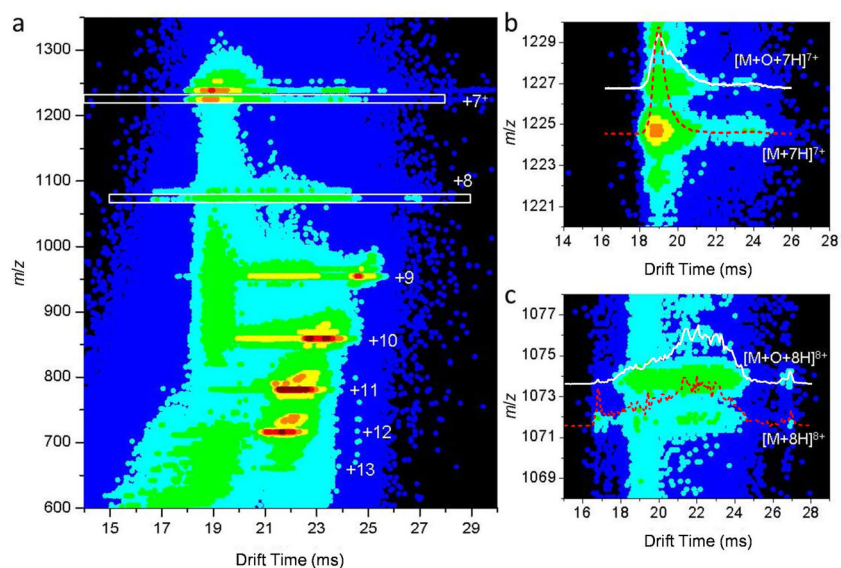 a
1300
1200
1100
1000
900
800
700
600
m/z
+7⁺
+8
+9
+10
+11
+12
+13
15 17 19 21 23 25 27 29
Drift Time (ms)
b
1229
1227
1225
1223
1221
m/z
[M+O+7H]⁷⁺
[M+7H]⁷⁺
14 16 18 20 22 24 26 28
Drift Time (ms)
c
1077
1074
1073
1071
1068
m/z
[M+O+8H]⁸⁺
[M+8H]⁸⁺
16 18 20 22 24 26 28
Drift Time (ms)